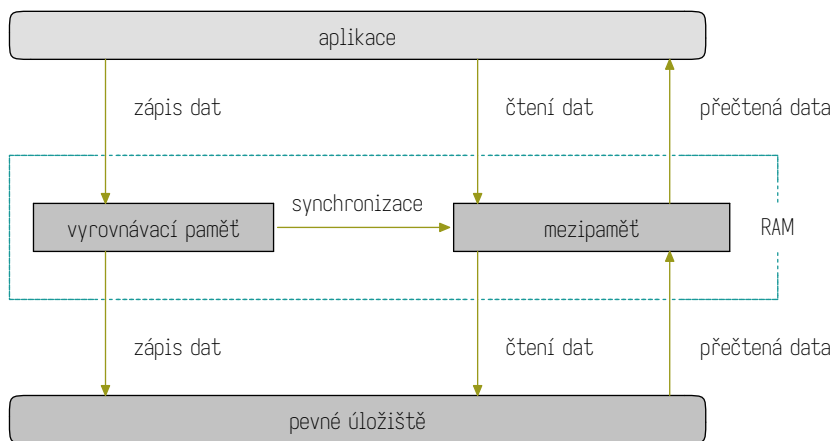 aplikace
zápis dat
čtení dat
přečtená data
synchronizace
vyrovnávací paměť
mezipaměť
RAM
zápis dat
čtení dat
přečtená data
pevné úložiště